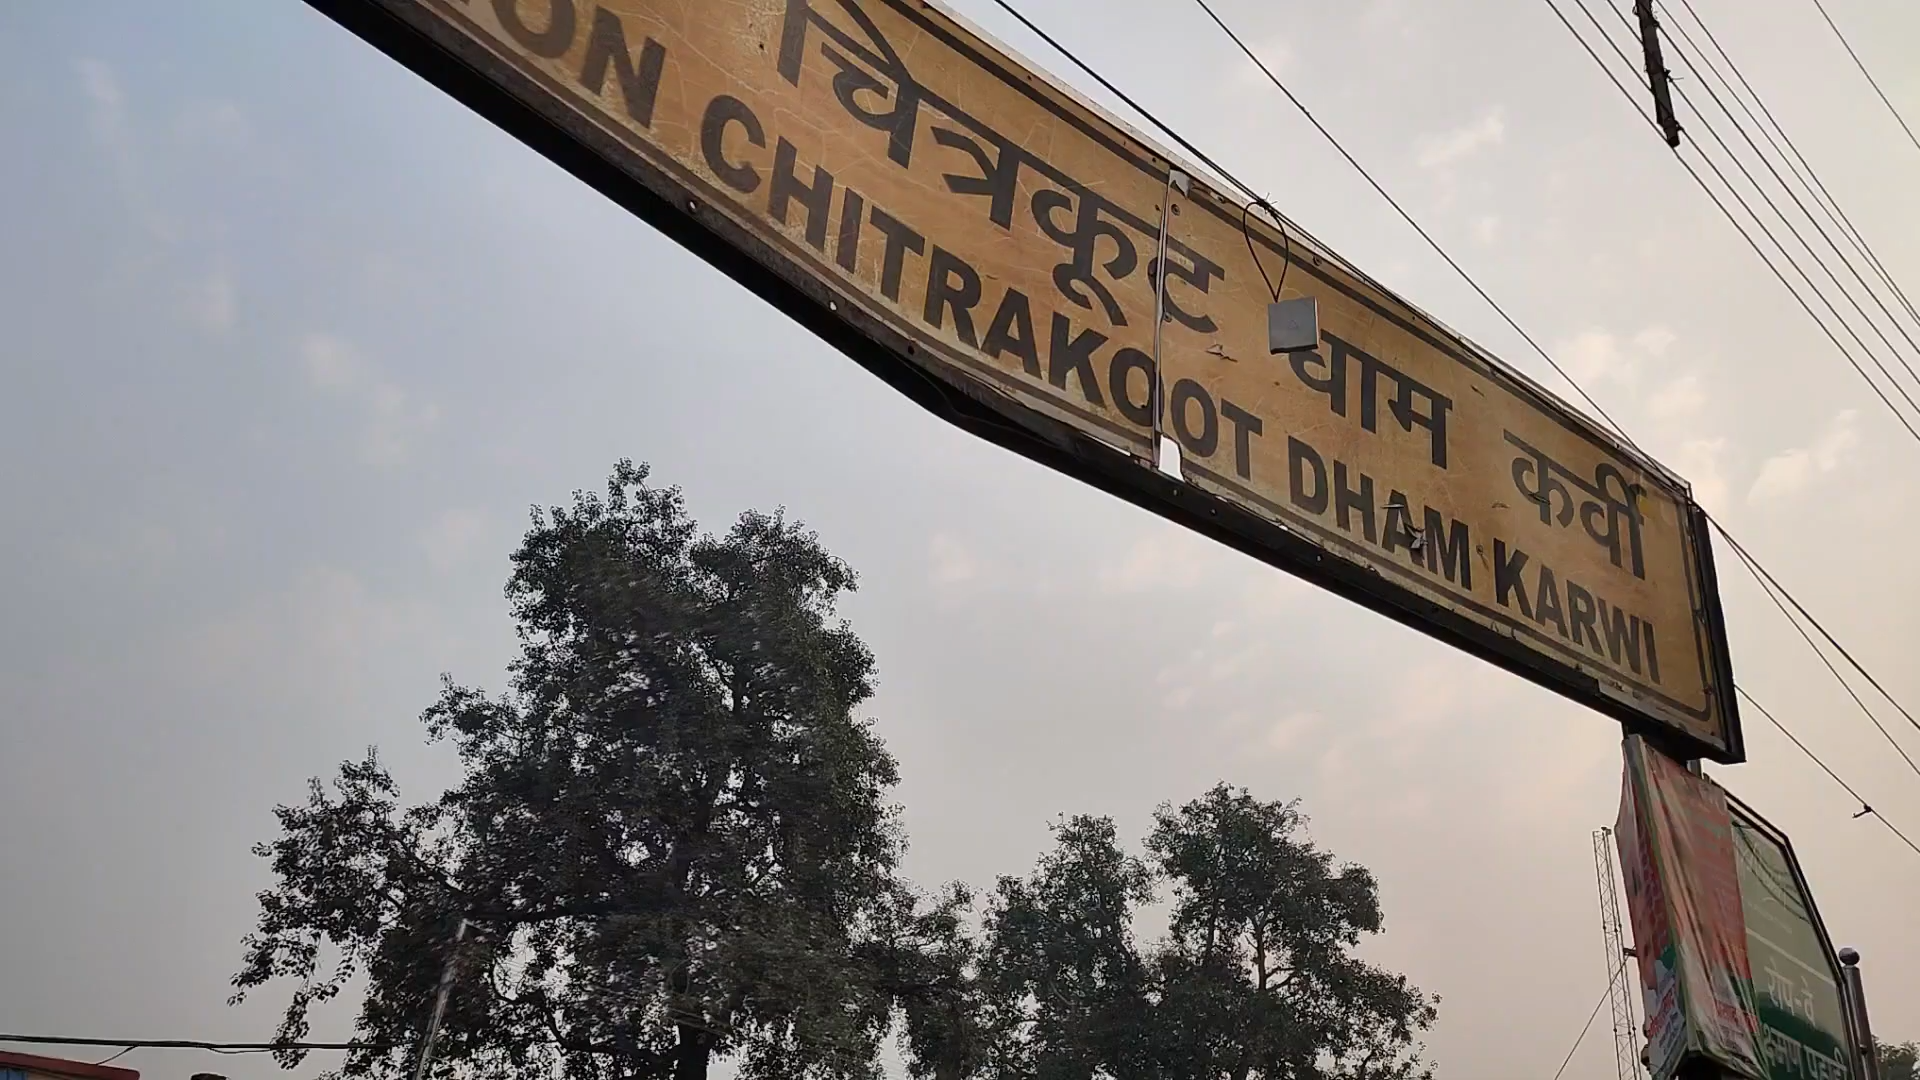 चित्रकूट धाम कर्वी
ON CHITRAKOOT DHAM KARWI
रोप-वे